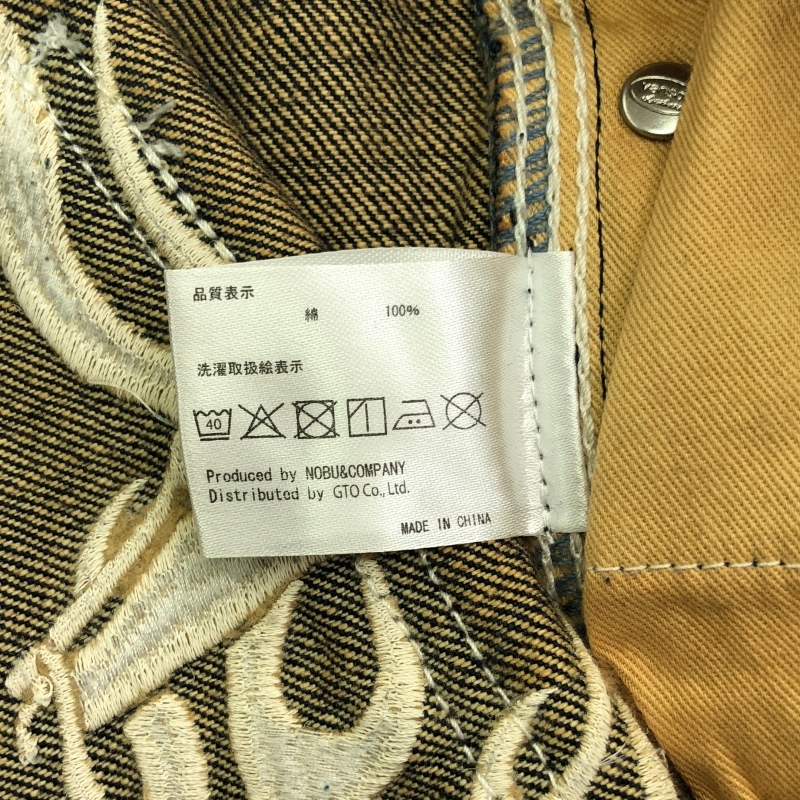 品質表示
綿 100%
洗濯取扱絵表示
40
Produced by NOBU&COMPANY
Distributed by GTO Co.,Ltd.
MADE IN CHINA